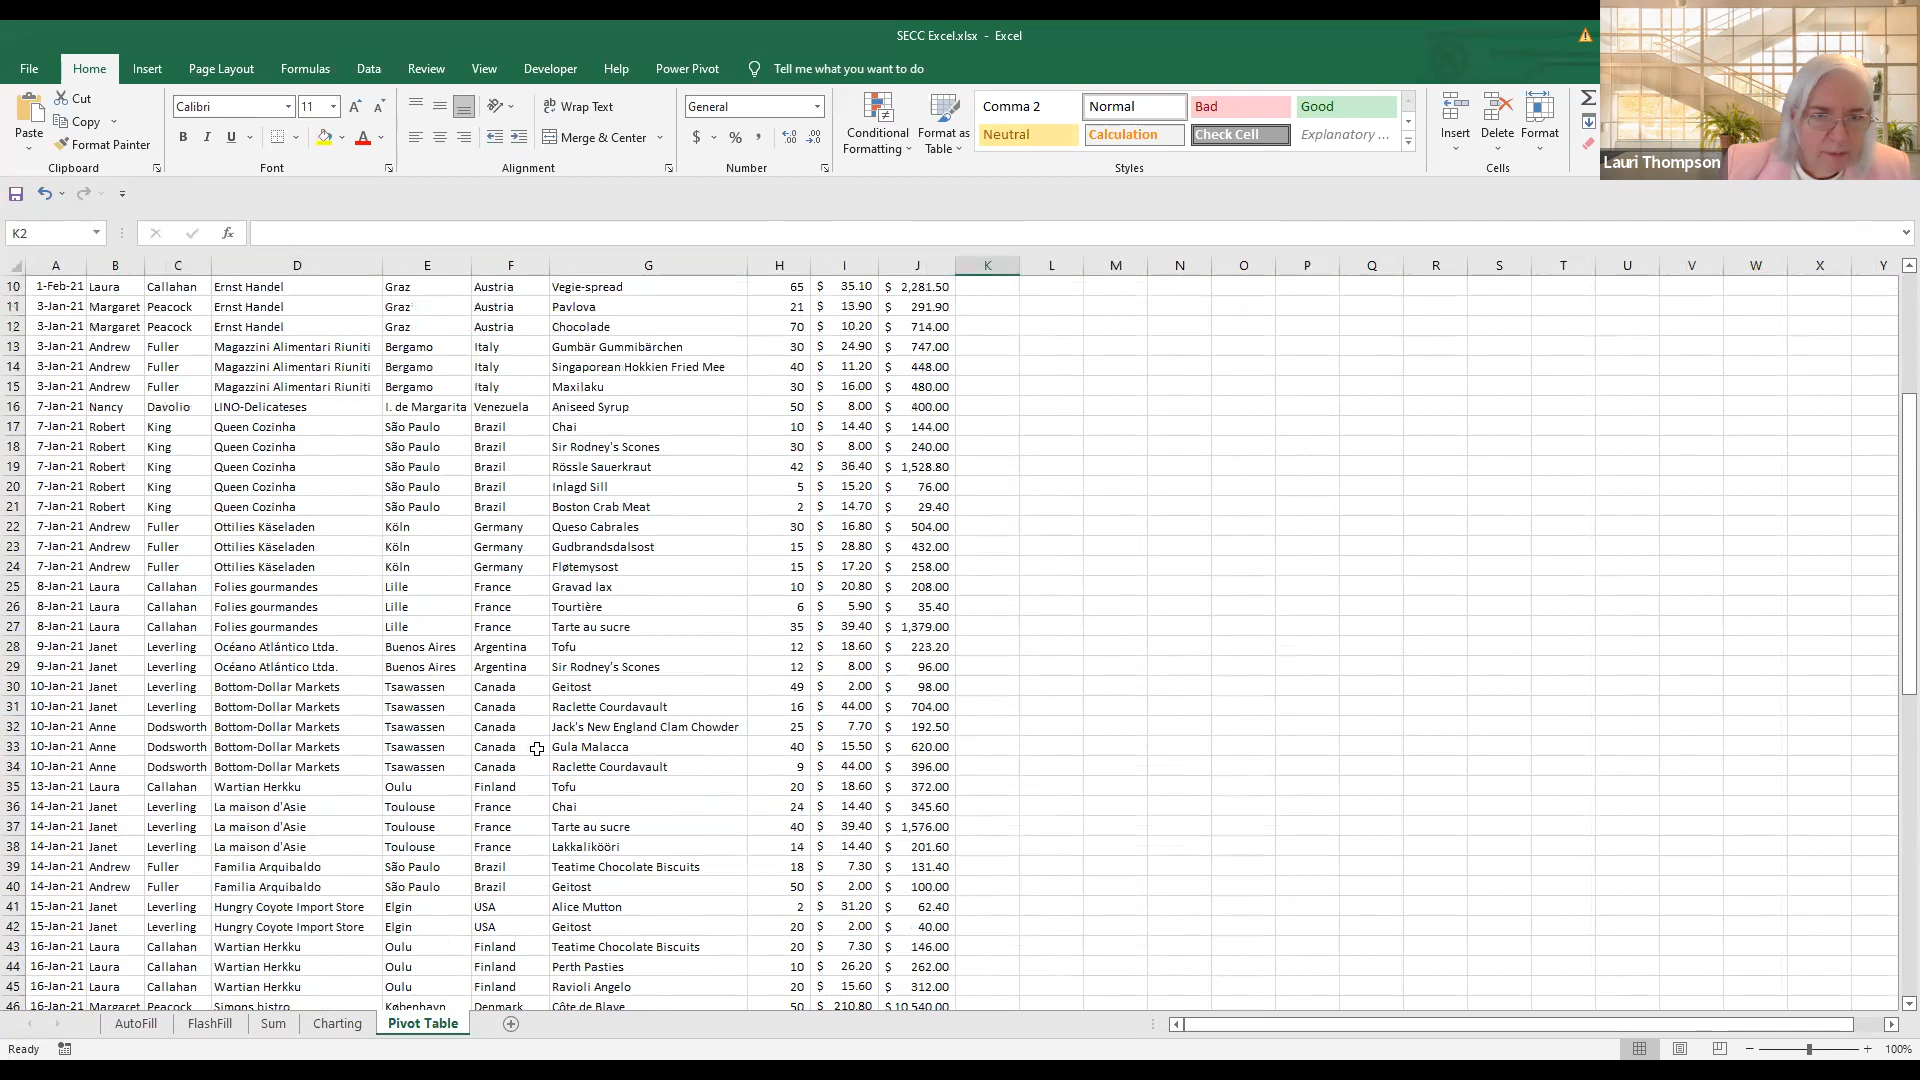 SECC Excel.xlsx - Excel
File Home Insert Page Layout Formulas Data Review View Developer Help Power Pivot Tell me what you want to do
Paste Cut Copy Format Painter
Calibri 11
B I U A
Wrap Text
Merge & Center
General
$ % ,
Conditional Formatting
Format as Table
Comma 2 Normal Bad Good
Neutral Calculation Check Cell Explanatory ...
Insert Delete Format
Clipboard Font Alignment Number Styles Cells
Lauri Thompson
K2 fx
A B C D E F G H I J K L M N O P Q R S T U V W X Y
10 1-Feb-21 Laura Callahan Ernst Handel Graz Austria Vegie-spread 65 $ 35.10 $ 2,281.50
11 3-Jan-21 Margaret Peacock Ernst Handel Graz Austria Pavlova 21 $ 13.90 $ 291.90
12 3-Jan-21 Margaret Peacock Ernst Handel Graz Austria Chocolade 70 $ 10.20 $ 714.00
13 3-Jan-21 Andrew Fuller Magazzini Alimentari Riuniti Bergamo Italy Gumbär Gummibärchen 30 $ 24.90 $ 747.00
14 3-Jan-21 Andrew Fuller Magazzini Alimentari Riuniti Bergamo Italy Singaporean Hokkien Fried Mee 40 $ 11.20 $ 448.00
15 3-Jan-21 Andrew Fuller Magazzini Alimentari Riuniti Bergamo Italy Maxilaku 30 $ 16.00 $ 480.00
16 7-Jan-21 Nancy Davolio LINO-Delicateses I. de Margarita Venezuela Aniseed Syrup 50 $ 8.00 $ 400.00
17 7-Jan-21 Robert King Queen Cozinha São Paulo Brazil Chai 10 $ 14.40 $ 144.00
18 7-Jan-21 Robert King Queen Cozinha São Paulo Brazil Sir Rodney's Scones 30 $ 8.00 $ 240.00
19 7-Jan-21 Robert King Queen Cozinha São Paulo Brazil Rössle Sauerkraut 42 $ 36.40 $ 1,528.80
20 7-Jan-21 Robert King Queen Cozinha São Paulo Brazil Inlagd Sill 5 $ 15.20 $ 76.00
21 7-Jan-21 Robert King Queen Cozinha São Paulo Brazil Boston Crab Meat 2 $ 14.70 $ 29.40
22 7-Jan-21 Andrew Fuller Ottilies Käseladen Köln Germany Queso Cabrales 30 $ 16.80 $ 504.00
23 7-Jan-21 Andrew Fuller Ottilies Käseladen Köln Germany Gudbrandsdalsost 15 $ 28.80 $ 432.00
24 7-Jan-21 Andrew Fuller Ottilies Käseladen Köln Germany Fløtemysost 15 $ 17.20 $ 258.00
25 8-Jan-21 Laura Callahan Folies gourmandes Lille France Gravad lax 10 $ 20.80 $ 208.00
26 8-Jan-21 Laura Callahan Folies gourmandes Lille France Tourtière 6 $ 5.90 $ 35.40
27 8-Jan-21 Laura Callahan Folies gourmandes Lille France Tarte au sucre 35 $ 39.40 $ 1,379.00
28 9-Jan-21 Janet Leverling Océano Atlántico Ltda. Buenos Aires Argentina Tofu 12 $ 18.60 $ 223.20
29 9-Jan-21 Janet Leverling Océano Atlántico Ltda. Buenos Aires Argentina Sir Rodney's Scones 12 $ 8.00 $ 96.00
30 10-Jan-21 Janet Leverling Bottom-Dollar Markets Tsawassen Canada Geitost 49 $ 2.00 $ 98.00
31 10-Jan-21 Janet Leverling Bottom-Dollar Markets Tsawassen Canada Raclette Courdavault 16 $ 44.00 $ 704.00
32 10-Jan-21 Anne Dodsworth Bottom-Dollar Markets Tsawassen Canada Jack's New England Clam Chowder 25 $ 7.70 $ 192.50
33 10-Jan-21 Anne Dodsworth Bottom-Dollar Markets Tsawassen Canada Gula Malacca 40 $ 15.50 $ 620.00
34 10-Jan-21 Anne Dodsworth Bottom-Dollar Markets Tsawassen Canada Raclette Courdavault 9 $ 44.00 $ 396.00
35 13-Jan-21 Laura Callahan Wartian Herkku Oulu Finland Tofu 20 $ 18.60 $ 372.00
36 14-Jan-21 Janet Leverling La maison d'Asie Toulouse France Chai 24 $ 14.40 $ 345.60
37 14-Jan-21 Janet Leverling La maison d'Asie Toulouse France Tarte au sucre 40 $ 39.40 $ 1,576.00
38 14-Jan-21 Janet Leverling La maison d'Asie Toulouse France Lakkalikööri 14 $ 14.40 $ 201.60
39 14-Jan-21 Andrew Fuller Familia Arquibaldo São Paulo Brazil Teatime Chocolate Biscuits 18 $ 7.30 $ 131.40
40 14-Jan-21 Andrew Fuller Familia Arquibaldo São Paulo Brazil Geitost 50 $ 2.00 $ 100.00
41 15-Jan-21 Janet Leverling Hungry Coyote Import Store Elgin USA Alice Mutton 2 $ 31.20 $ 62.40
42 15-Jan-21 Janet Leverling Hungry Coyote Import Store Elgin USA Geitost 20 $ 2.00 $ 40.00
43 16-Jan-21 Laura Callahan Wartian Herkku Oulu Finland Teatime Chocolate Biscuits 20 $ 7.30 $ 146.00
44 16-Jan-21 Laura Callahan Wartian Herkku Oulu Finland Perth Pasties 10 $ 26.20 $ 262.00
45 16-Jan-21 Laura Callahan Wartian Herkku Oulu Finland Ravioli Angelo 20 $ 15.60 $ 312.00
46 16-Jan-21 Margaret Peacock Simons bistro København Denmark Côte de Blaye 50 $ 210.80 $ 10,540.00
AutoFill FlashFill Sum Charting Pivot Table
Ready 100%